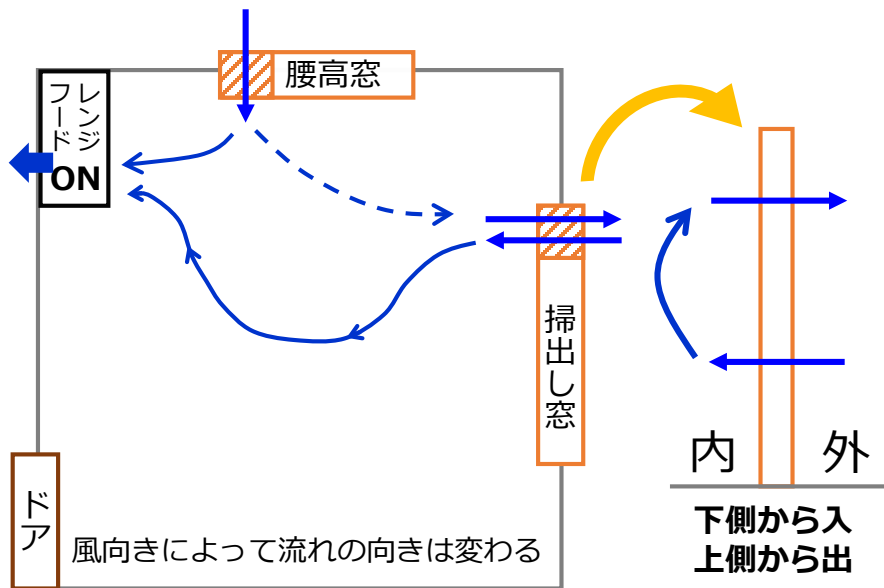 腰高窓
レンジ
フード
ON
掃出し窓
内
外
ドア
風向きによって流れの向きは変わる
下側から入
上側から出